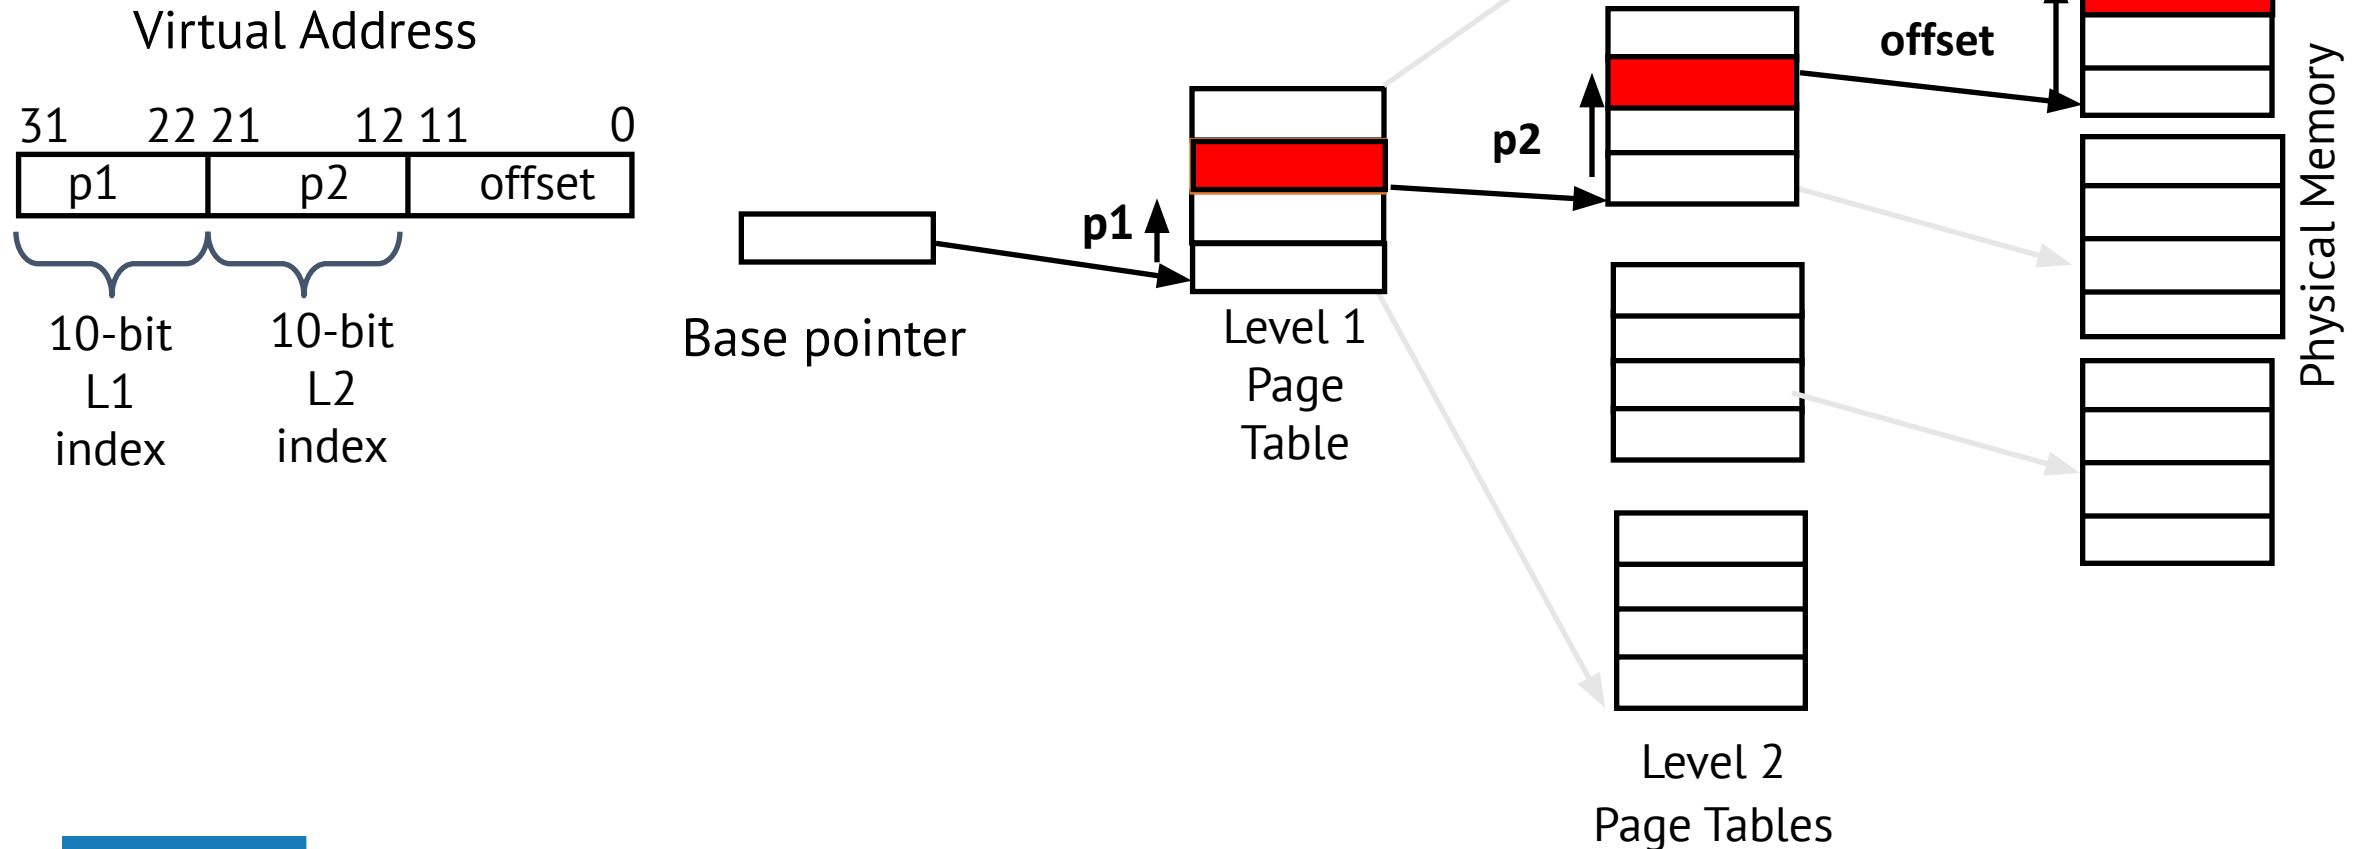 Virtual Address
31 22 21 12 11 0
p1 p2 offset
10-bit
L1
index
10-bit
L2
index
Base pointer
p1
Level 1
Page
Table
p2
offset
Level 2
Page Tables
Physical Memory